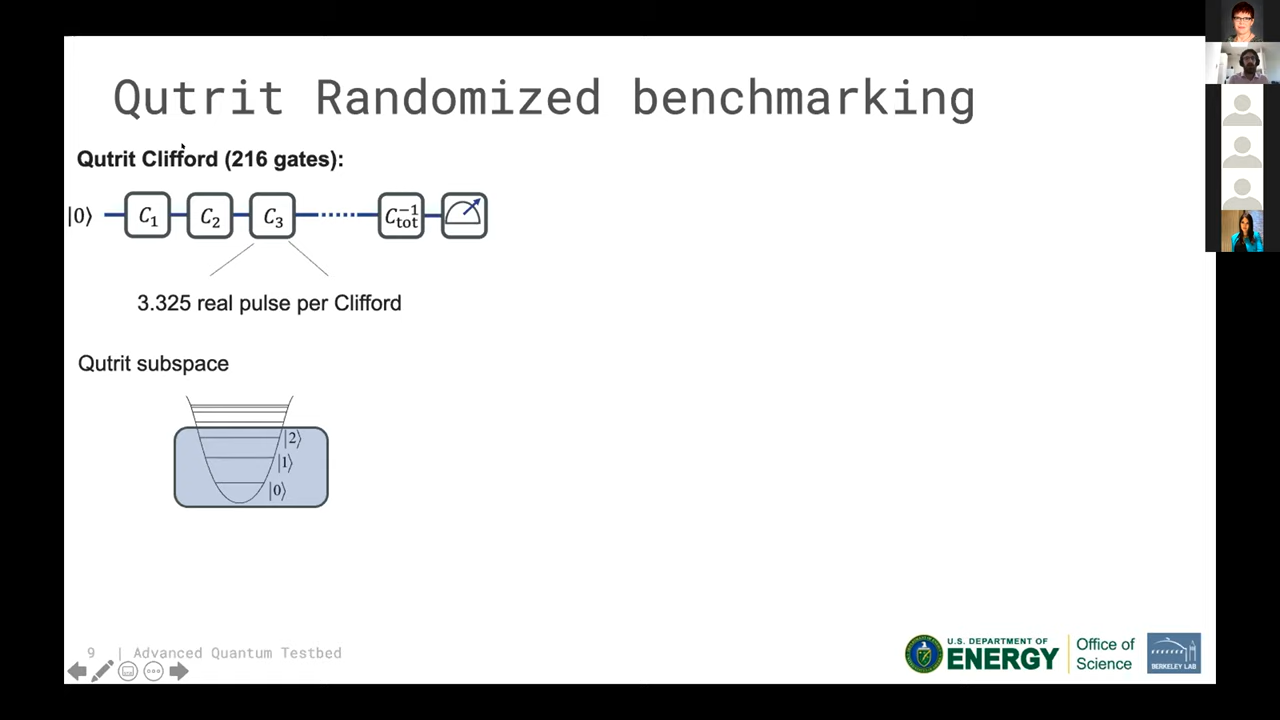 Qutrit Randomized benchmarking
Qutrit Clifford (216 gates):
|0⟩ C₁ C₂ C₃ C⁻¹tot
3.325 real pulse per Clifford
Qutrit subspace
|2⟩
|1⟩
|0⟩
9 | Advanced Quantum Testbed
U.S. DEPARTMENT OF
ENERGY
Office of
Science
BERKELEY LAB